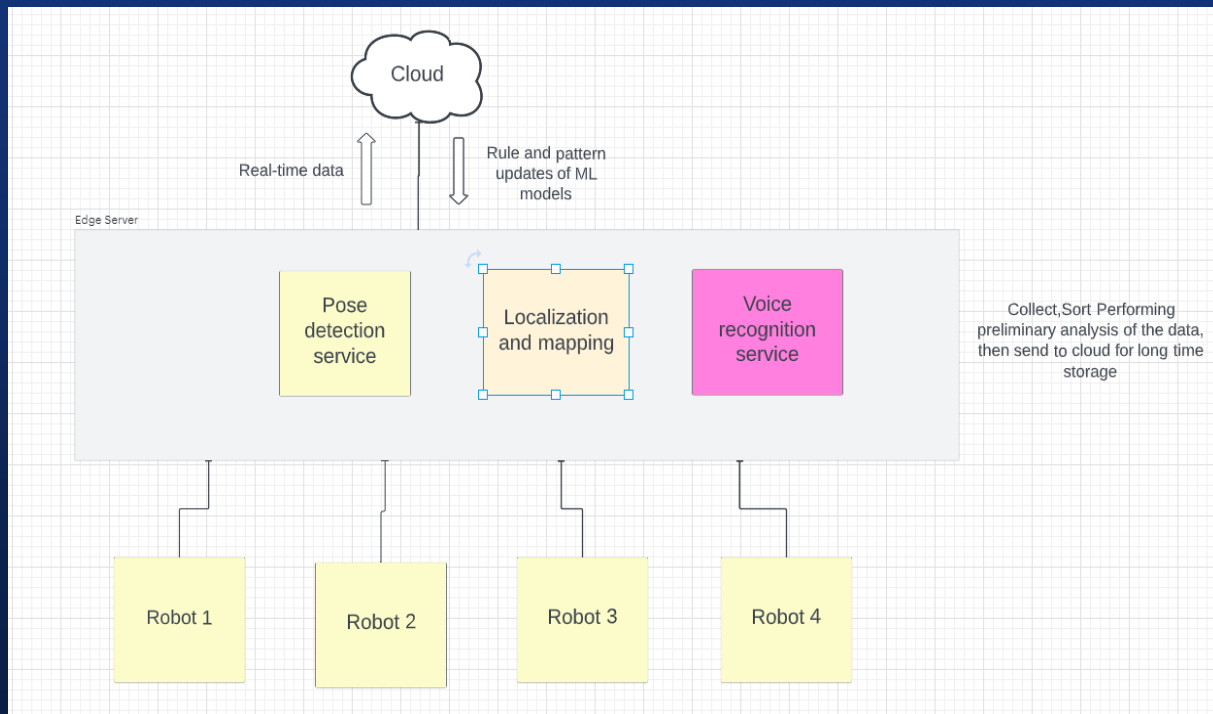 Cloud
Real-time data
Rule and pattern
updates of ML
models
Edge Server
Pose
detection
service
Localization
and mapping
Voice
recognition
service
Collect,Sort Performing
preliminary analysis of the data,
then send to cloud for long time
storage
Robot 1
Robot 2
Robot 3
Robot 4